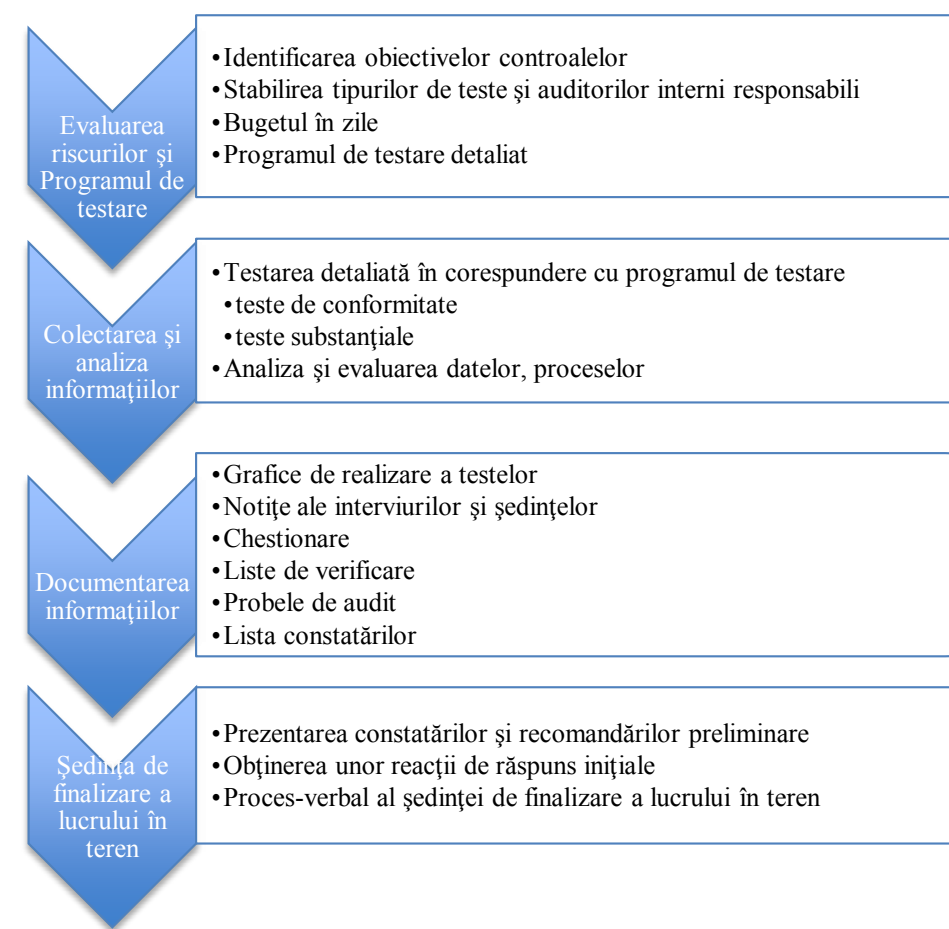 Evaluarea
riscurilor şi
Programul de
testare
•Identificarea obiectivelor controalelor
•Stabilirea tipurilor de teste şi auditorilor interni responsabili
•Bugetul în zile
•Programul de testare detaliat
Colectarea şi
analiza
informaţiilor
•Testarea detaliată în corespundere cu programul de testare
•teste de conformitate
•teste substanţiale
•Analiza şi evaluarea datelor, proceselor
Documentarea
informaţiilor
•Grafice de realizare a testelor
•Notiţe ale interviurilor şi şedinţelor
•Chestionare
•Liste de verificare
•Probele de audit
•Lista constatărilor
Şedinţa de
finalizare a
lucrului în
teren
•Prezentarea constatărilor şi recomandărilor preliminare
•Obţinerea unor reacţii de răspuns iniţiale
•Proces-verbal al şedinţei de finalizare a lucrului în teren